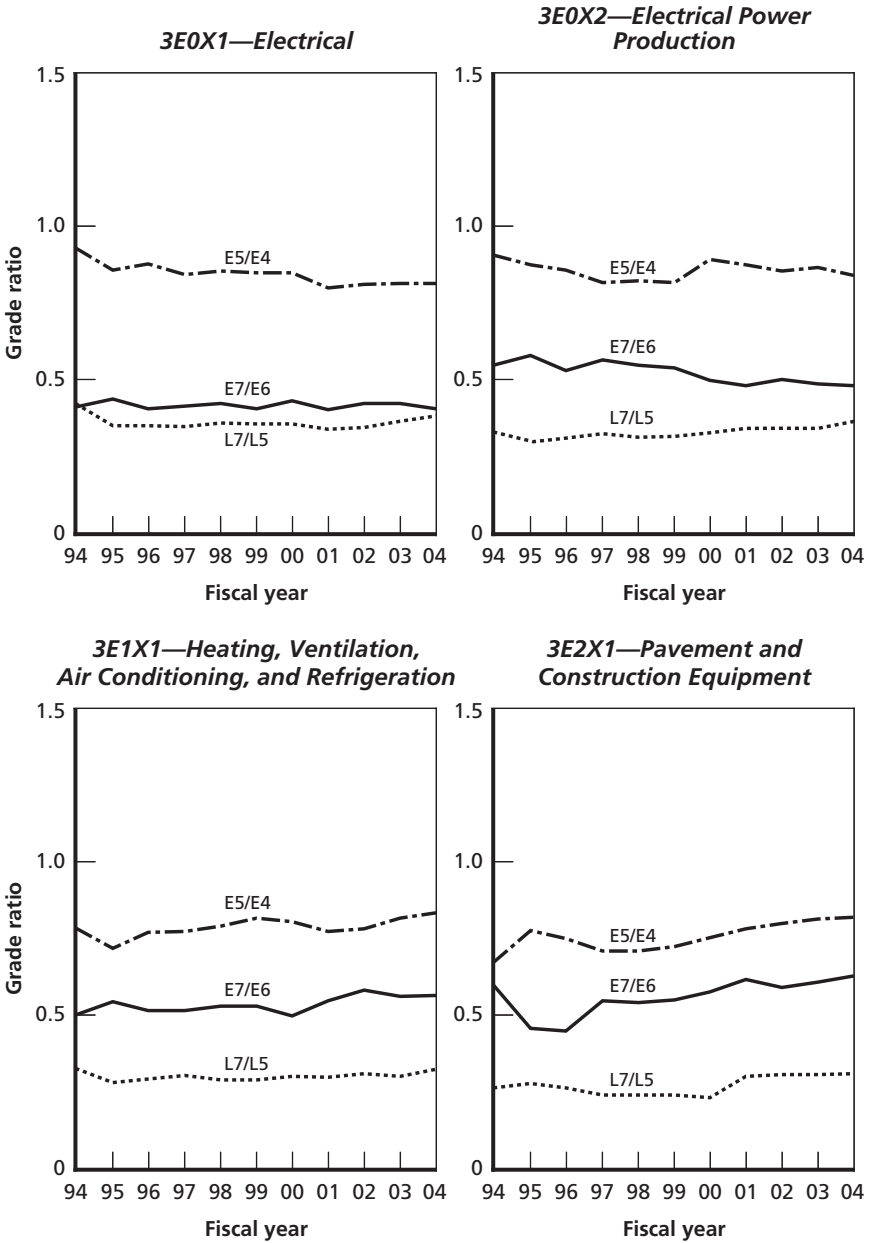 3E0X1—Electrical
1.5
1.0
0.5
0
Grade ratio
E5/E4
E7/E6
L7/L5
94 95 96 97 98 99 00 01 02 03 04
Fiscal year
3E0X2—Electrical Power
Production
1.5
1.0
0.5
0
E5/E4
E7/E6
L7/L5
94 95 96 97 98 99 00 01 02 03 04
Fiscal year
3E1X1—Heating, Ventilation,
Air Conditioning, and Refrigeration
1.5
1.0
0.5
0
Grade ratio
E5/E4
E7/E6
L7/L5
94 95 96 97 98 99 00 01 02 03 04
Fiscal year
3E2X1—Pavement and
Construction Equipment
1.5
1.0
0.5
0
E5/E4
E7/E6
L7/L5
94 95 96 97 98 99 00 01 02 03 04
Fiscal year